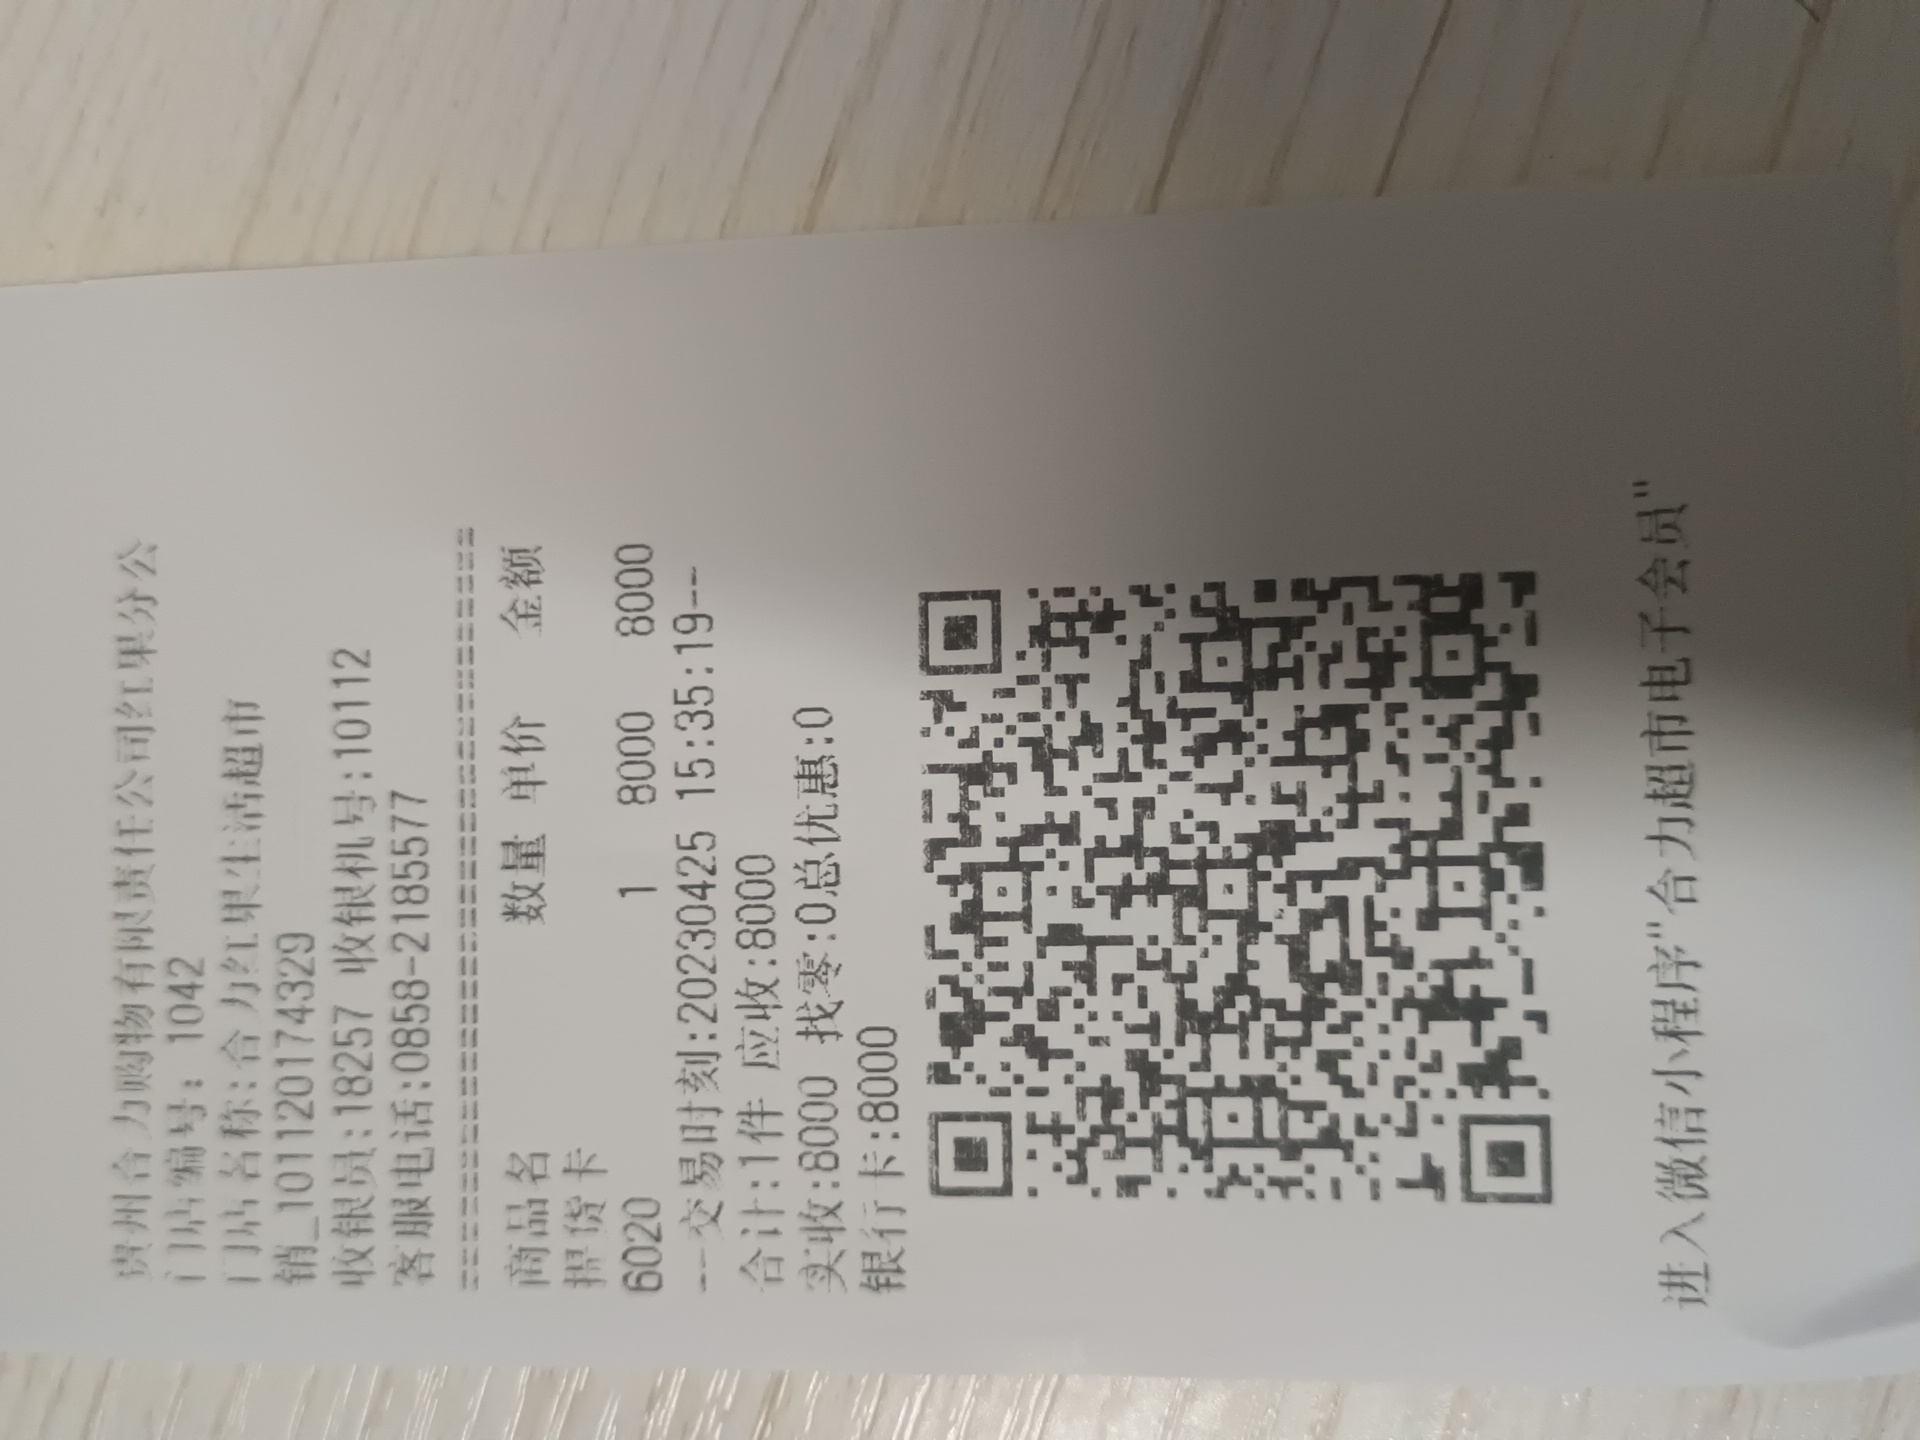 贵州合力购物有限责任公司红果分公
门店编号: 1042
门店名称:合力红果生活超市
销_1011201174329
收银员:18257 收银机号:10112
客服电话:0858-2185577
================================
商品名 数量 单价 金额
提货卡
6020 1 8000 8000
---交易时刻:20230425 15:35:19--
合计:1件 应收:8000
实收:8000 找零:0总优惠:0
银行卡:8000
进入微信小程序"合力超市电子会员"